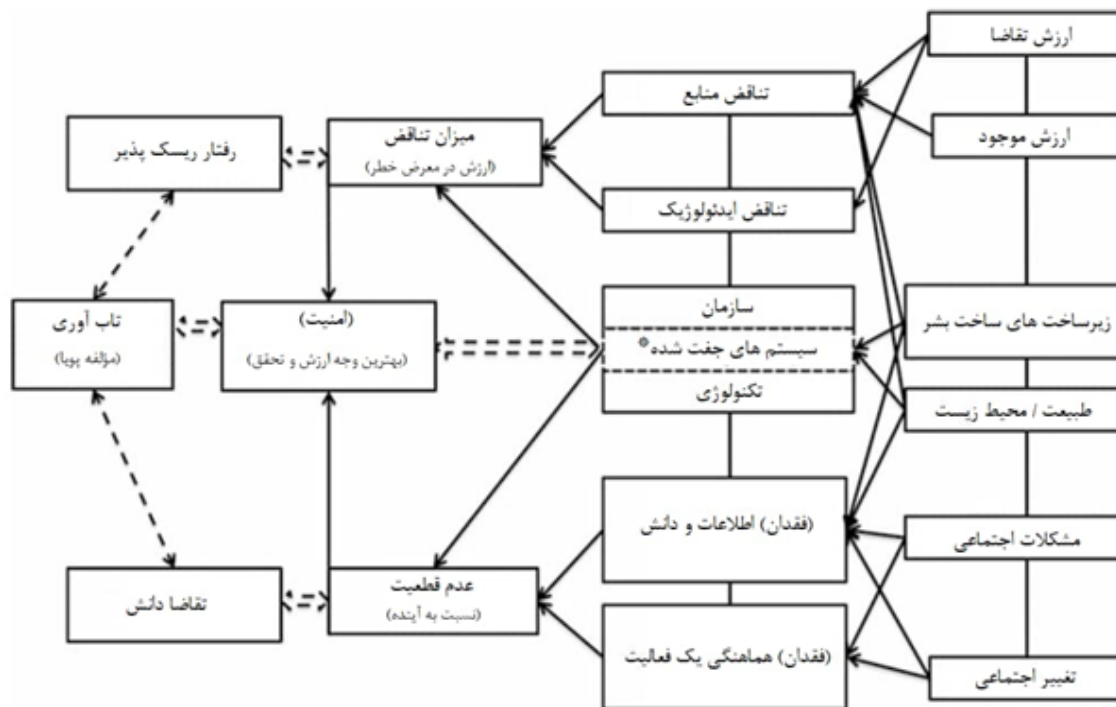 ارزش تقاضا
ارزش موجود
زیرساخت های ساخت بشر
طبیعت / محیط زیست
مشکلات اجتماعی
تغییر اجتماعی
تناقض منابع
تناقض ایدئولوژیک
سازمان
سیستم های جفت شده*
تکنولوژی
(فقدان) اطلاعات و دانش
(فقدان) هماهنگی یک فعالیت
میزان تناقض
(ارزش در معرض خطر)
(امنیت)
(بهترین وجه ارزش و تحقق)
عدم قطعیت
(نسبت به آینده)
رفتار ریسک پذیر
تاب آوری
(مؤلفه پویا)
تقاضا دانش